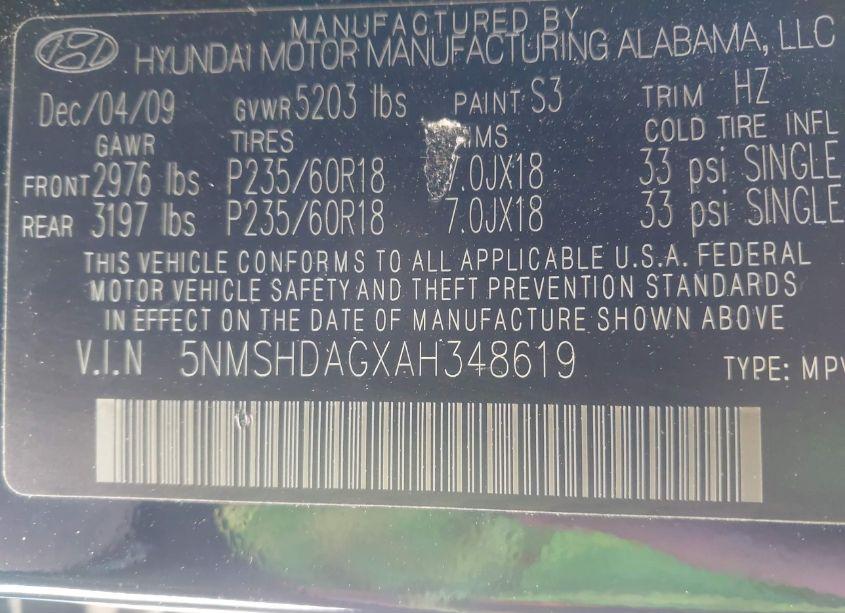 MANUFACTURED BY
HYUNDAI MOTOR MANUFACTURING ALABAMA, LLC
Dec/04/09 GVWR 5203 lbs PAINT S3 TRIM HZ
GAWR TIRES COLD TIRE INFL
FRONT 2976 lbs P235/60R18 7.0JX18 33 psi SINGLE
REAR 3197 lbs P235/60R18 7.0JX18 33 psi SINGLE
THIS VEHICLE CONFORMS TO ALL APPLICABLE U.S.A. FEDERAL
MOTOR VEHICLE SAFETY AND THEFT PREVENTION STANDARDS
IN EFFECT ON THE DATE OF MANUFACTURE SHOWN ABOVE
V.I.N 5NMSHDAGXAH348619 TYPE: MPV